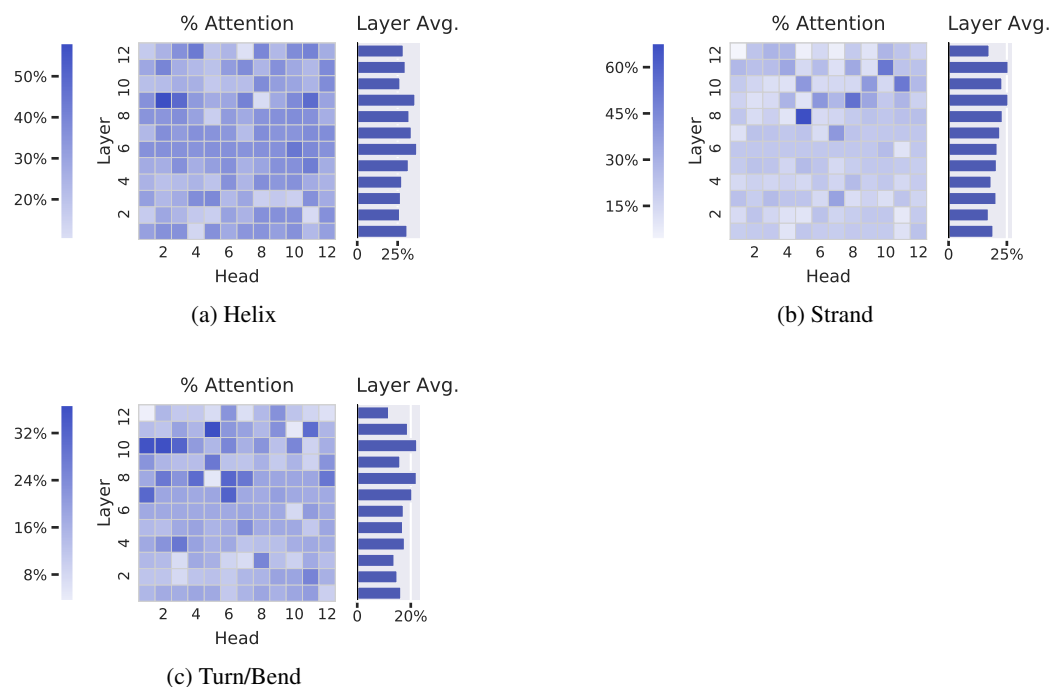 % Attention
Layer Avg.
50%
40%
30%
20%
Layer
12
10
8
6
4
2
2 4 6 8 10 12
Head
0 25%
(a) Helix
% Attention
Layer Avg.
60%
45%
30%
15%
Layer
12
10
8
6
4
2
2 4 6 8 10 12
Head
0 25%
(b) Strand
% Attention
Layer Avg.
32%
24%
16%
8%
Layer
12
10
8
6
4
2
2 4 6 8 10 12
Head
0 20%
(c) Turn/Bend